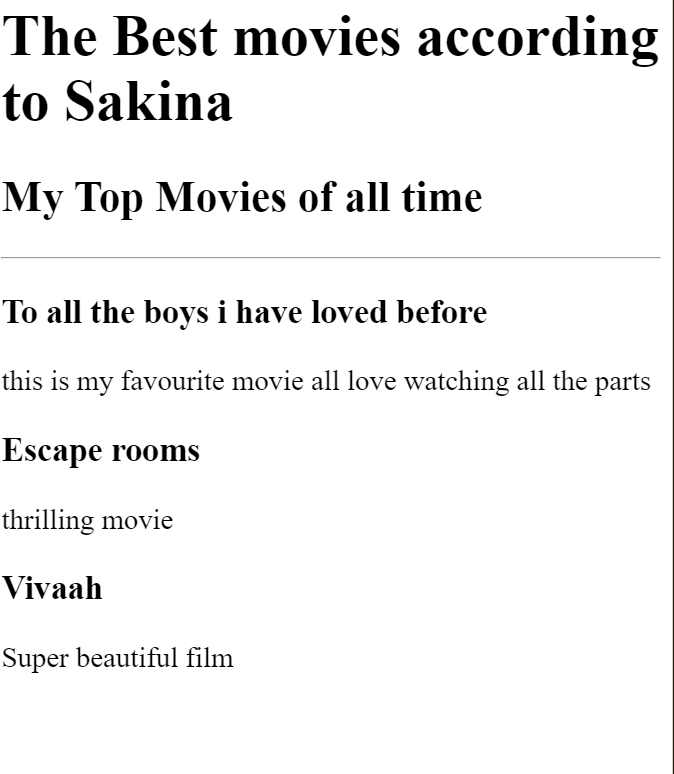 The Best movies according
to Sakina
My Top Movies of all time
To all the boys i have loved before
this is my favourite movie all love watching all the parts
Escape rooms
thrilling movie
Vivaah
Super beautiful film